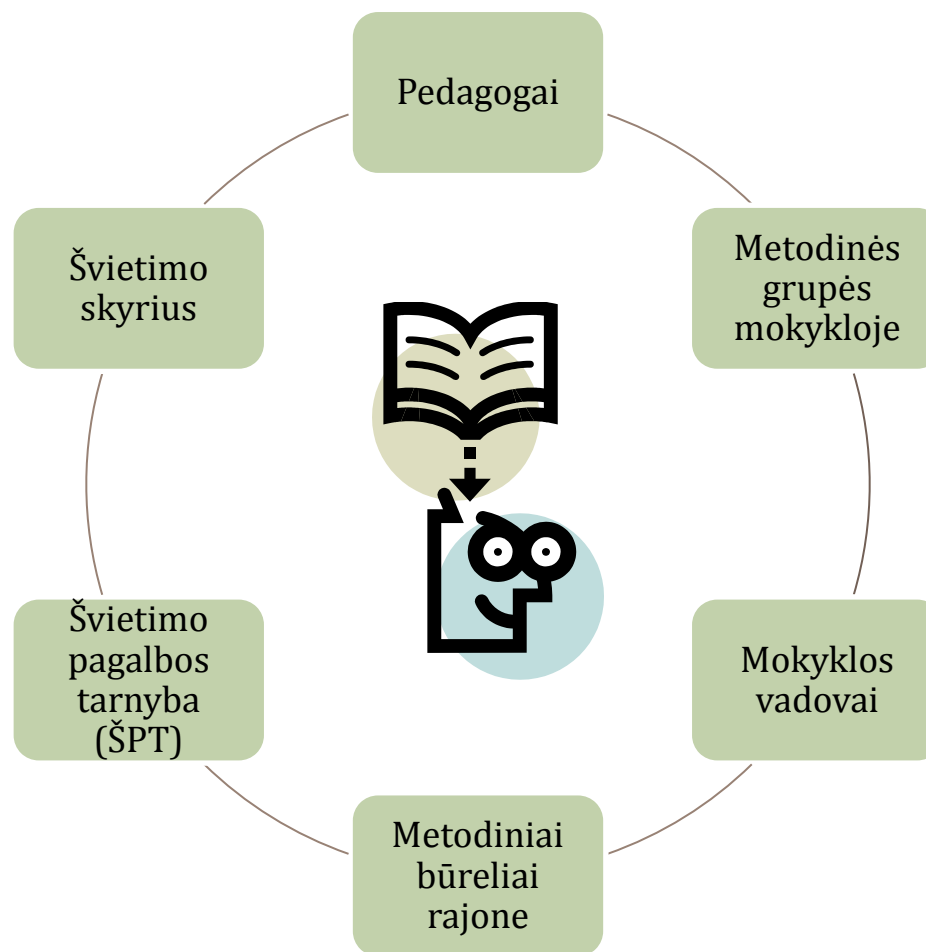 Pedagogai
Metodinės
grupės
mokykloje
Mokyklos
vadovai
Metodiniai
būreliai
rajone
Švietimo
pagalbos
tarnyba
(ŠPT)
Švietimo
skyrius